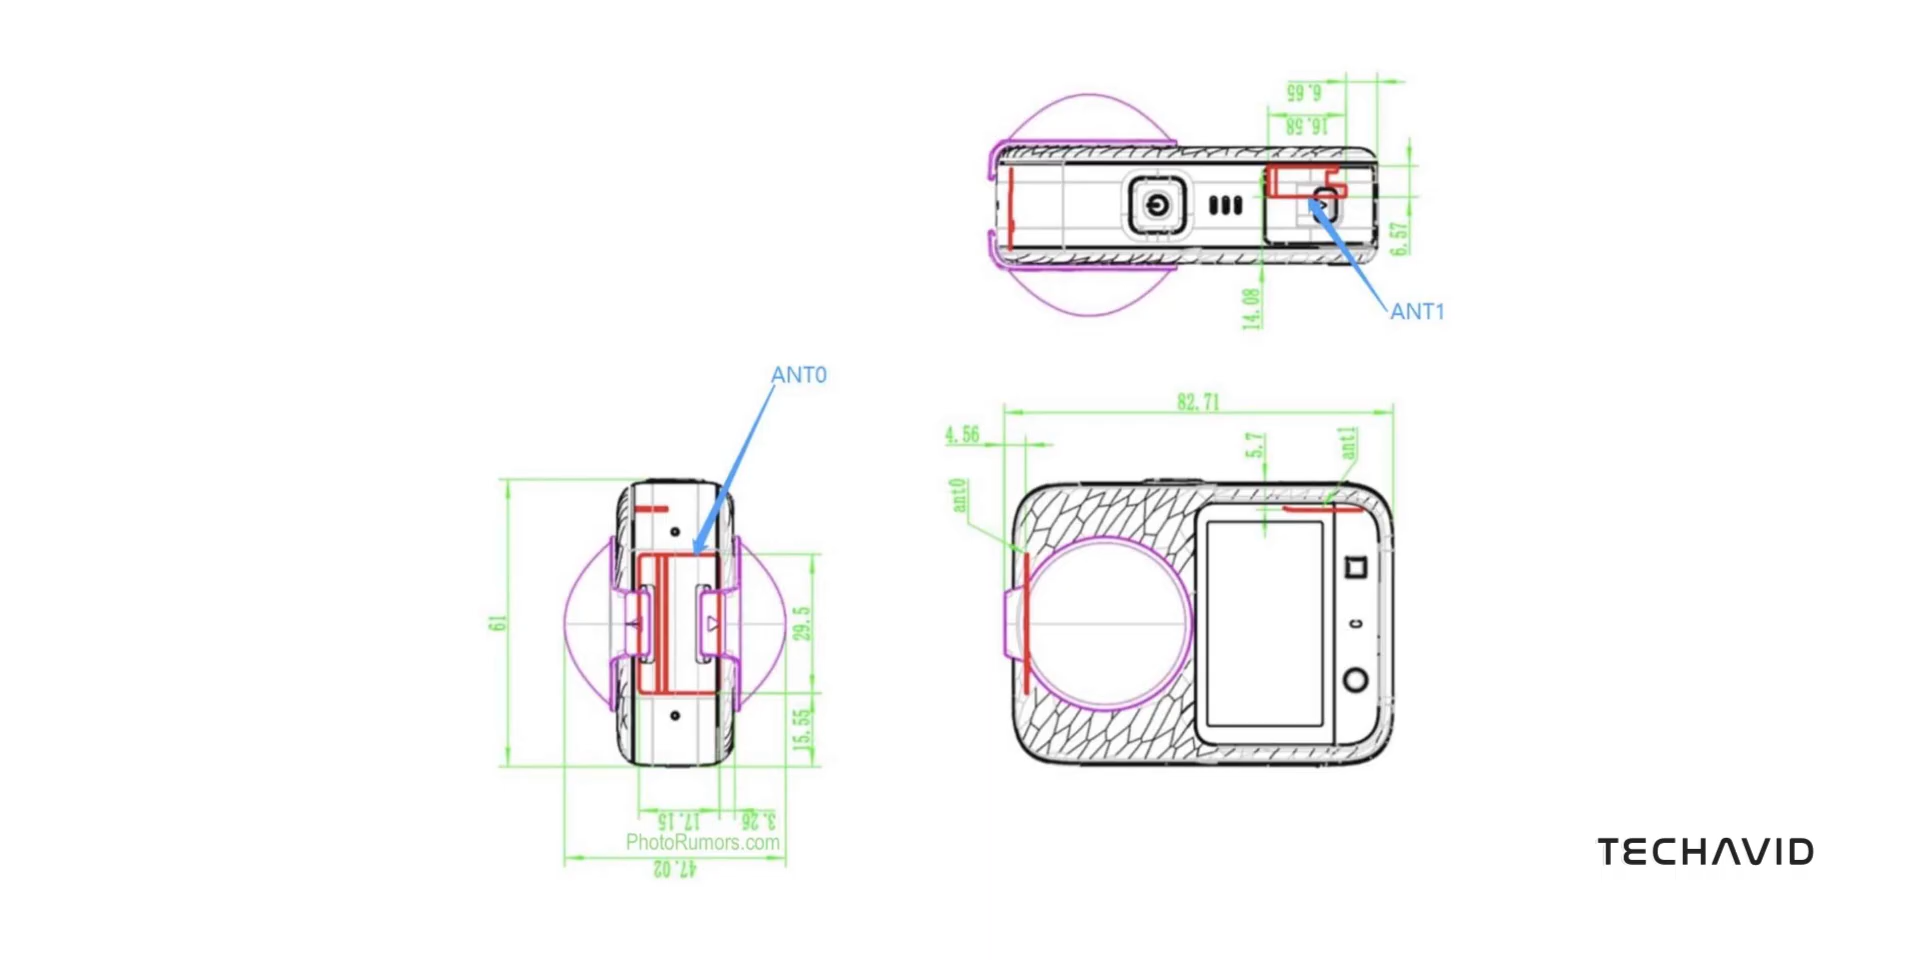 6.65
16.58
6.57
14.08
ANT1
ANT0
82.71
4.56
5.7
ant1
ant0
61
29.5
15.55
17.15
3.26
PhotoRumors.com
47.02
C
TECHAVID